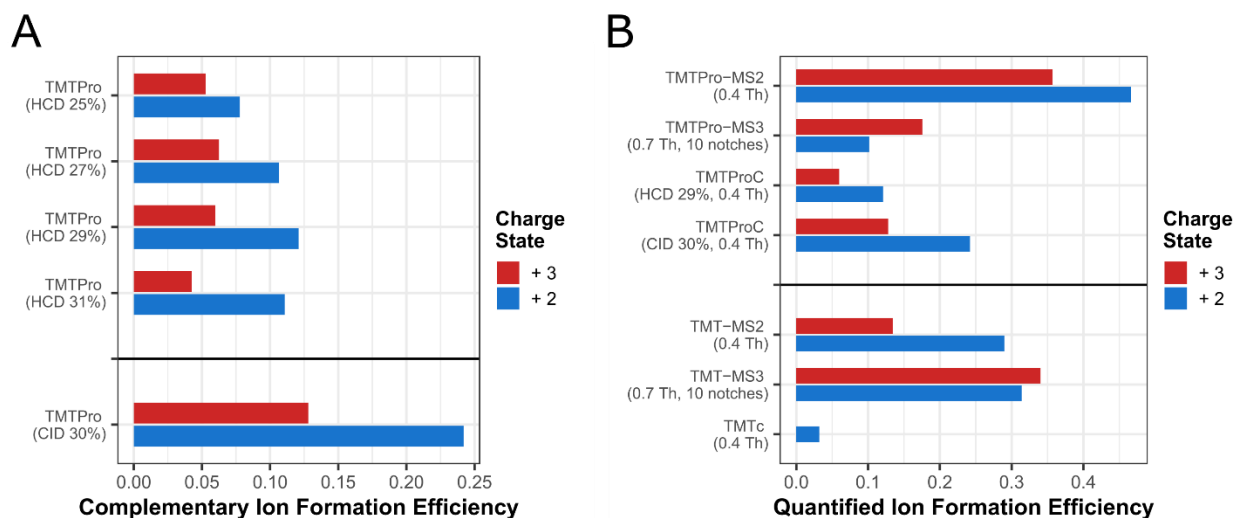 A
TMTPro
(HCD 25%)
TMTPro
(HCD 27%)
TMTPro
(HCD 29%)
TMTPro
(HCD 31%)
TMTPro
(CID 30%)
0.00 0.05 0.10 0.15 0.20 0.25
Complementary Ion Formation Efficiency
Charge
State
+ 3
+ 2
B
TMTPro−MS2
(0.4 Th)
TMTPro−MS3
(0.7 Th, 10 notches)
TMTProC
(HCD 29%, 0.4 Th)
TMTProC
(CID 30%, 0.4 Th)
TMT−MS2
(0.4 Th)
TMT−MS3
(0.7 Th, 10 notches)
TMTc
(0.4 Th)
0.0 0.1 0.2 0.3 0.4
Quantified Ion Formation Efficiency
Charge
State
+ 3
+ 2